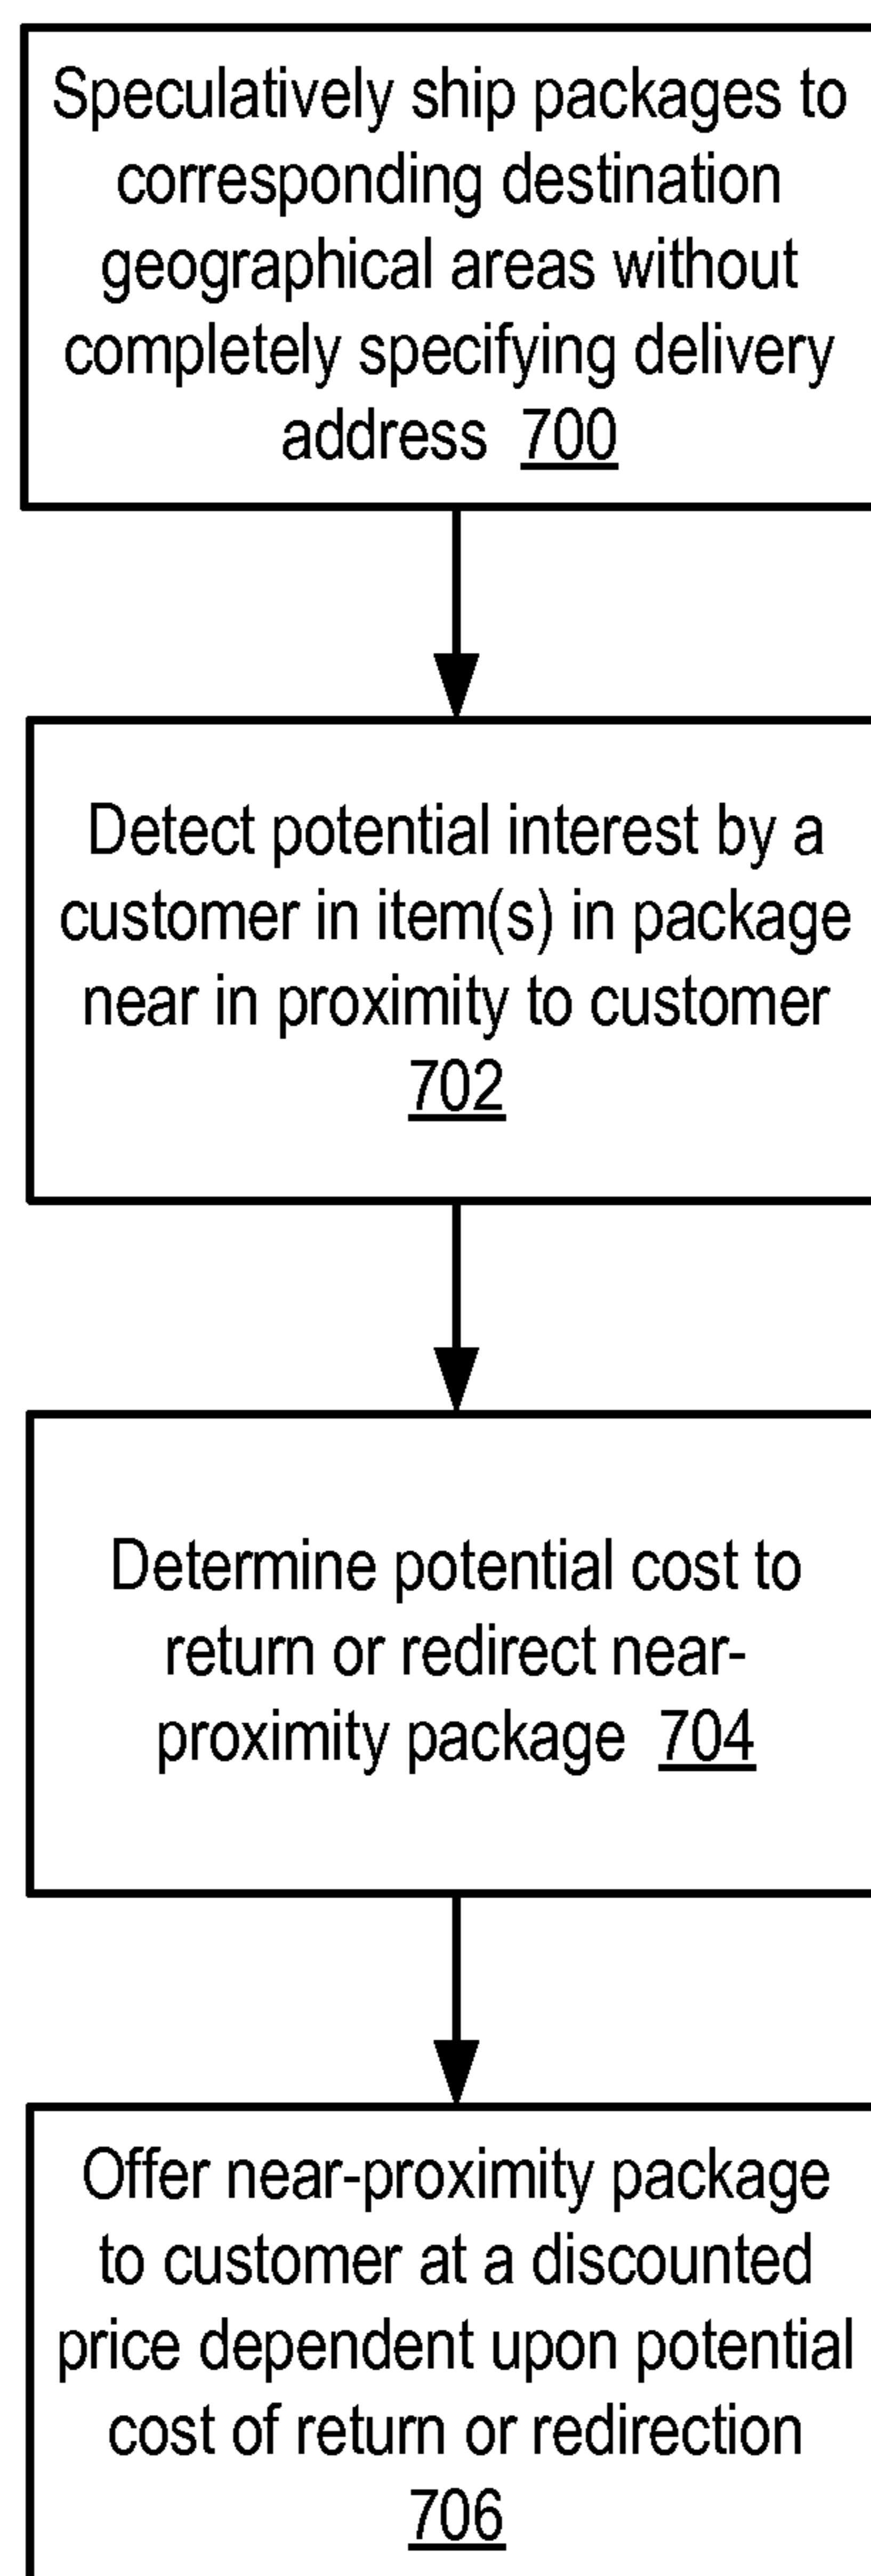 Speculatively ship packages to
corresponding destination
geographical areas without
completely specifying delivery
address 700
Detect potential interest by a
customer in item(s) in package
near in proximity to customer
702
Determine potential cost to
return or redirect near-
proximity package 704
Offer near-proximity package
to customer at a discounted
price dependent upon potential
cost of return or redirection
706